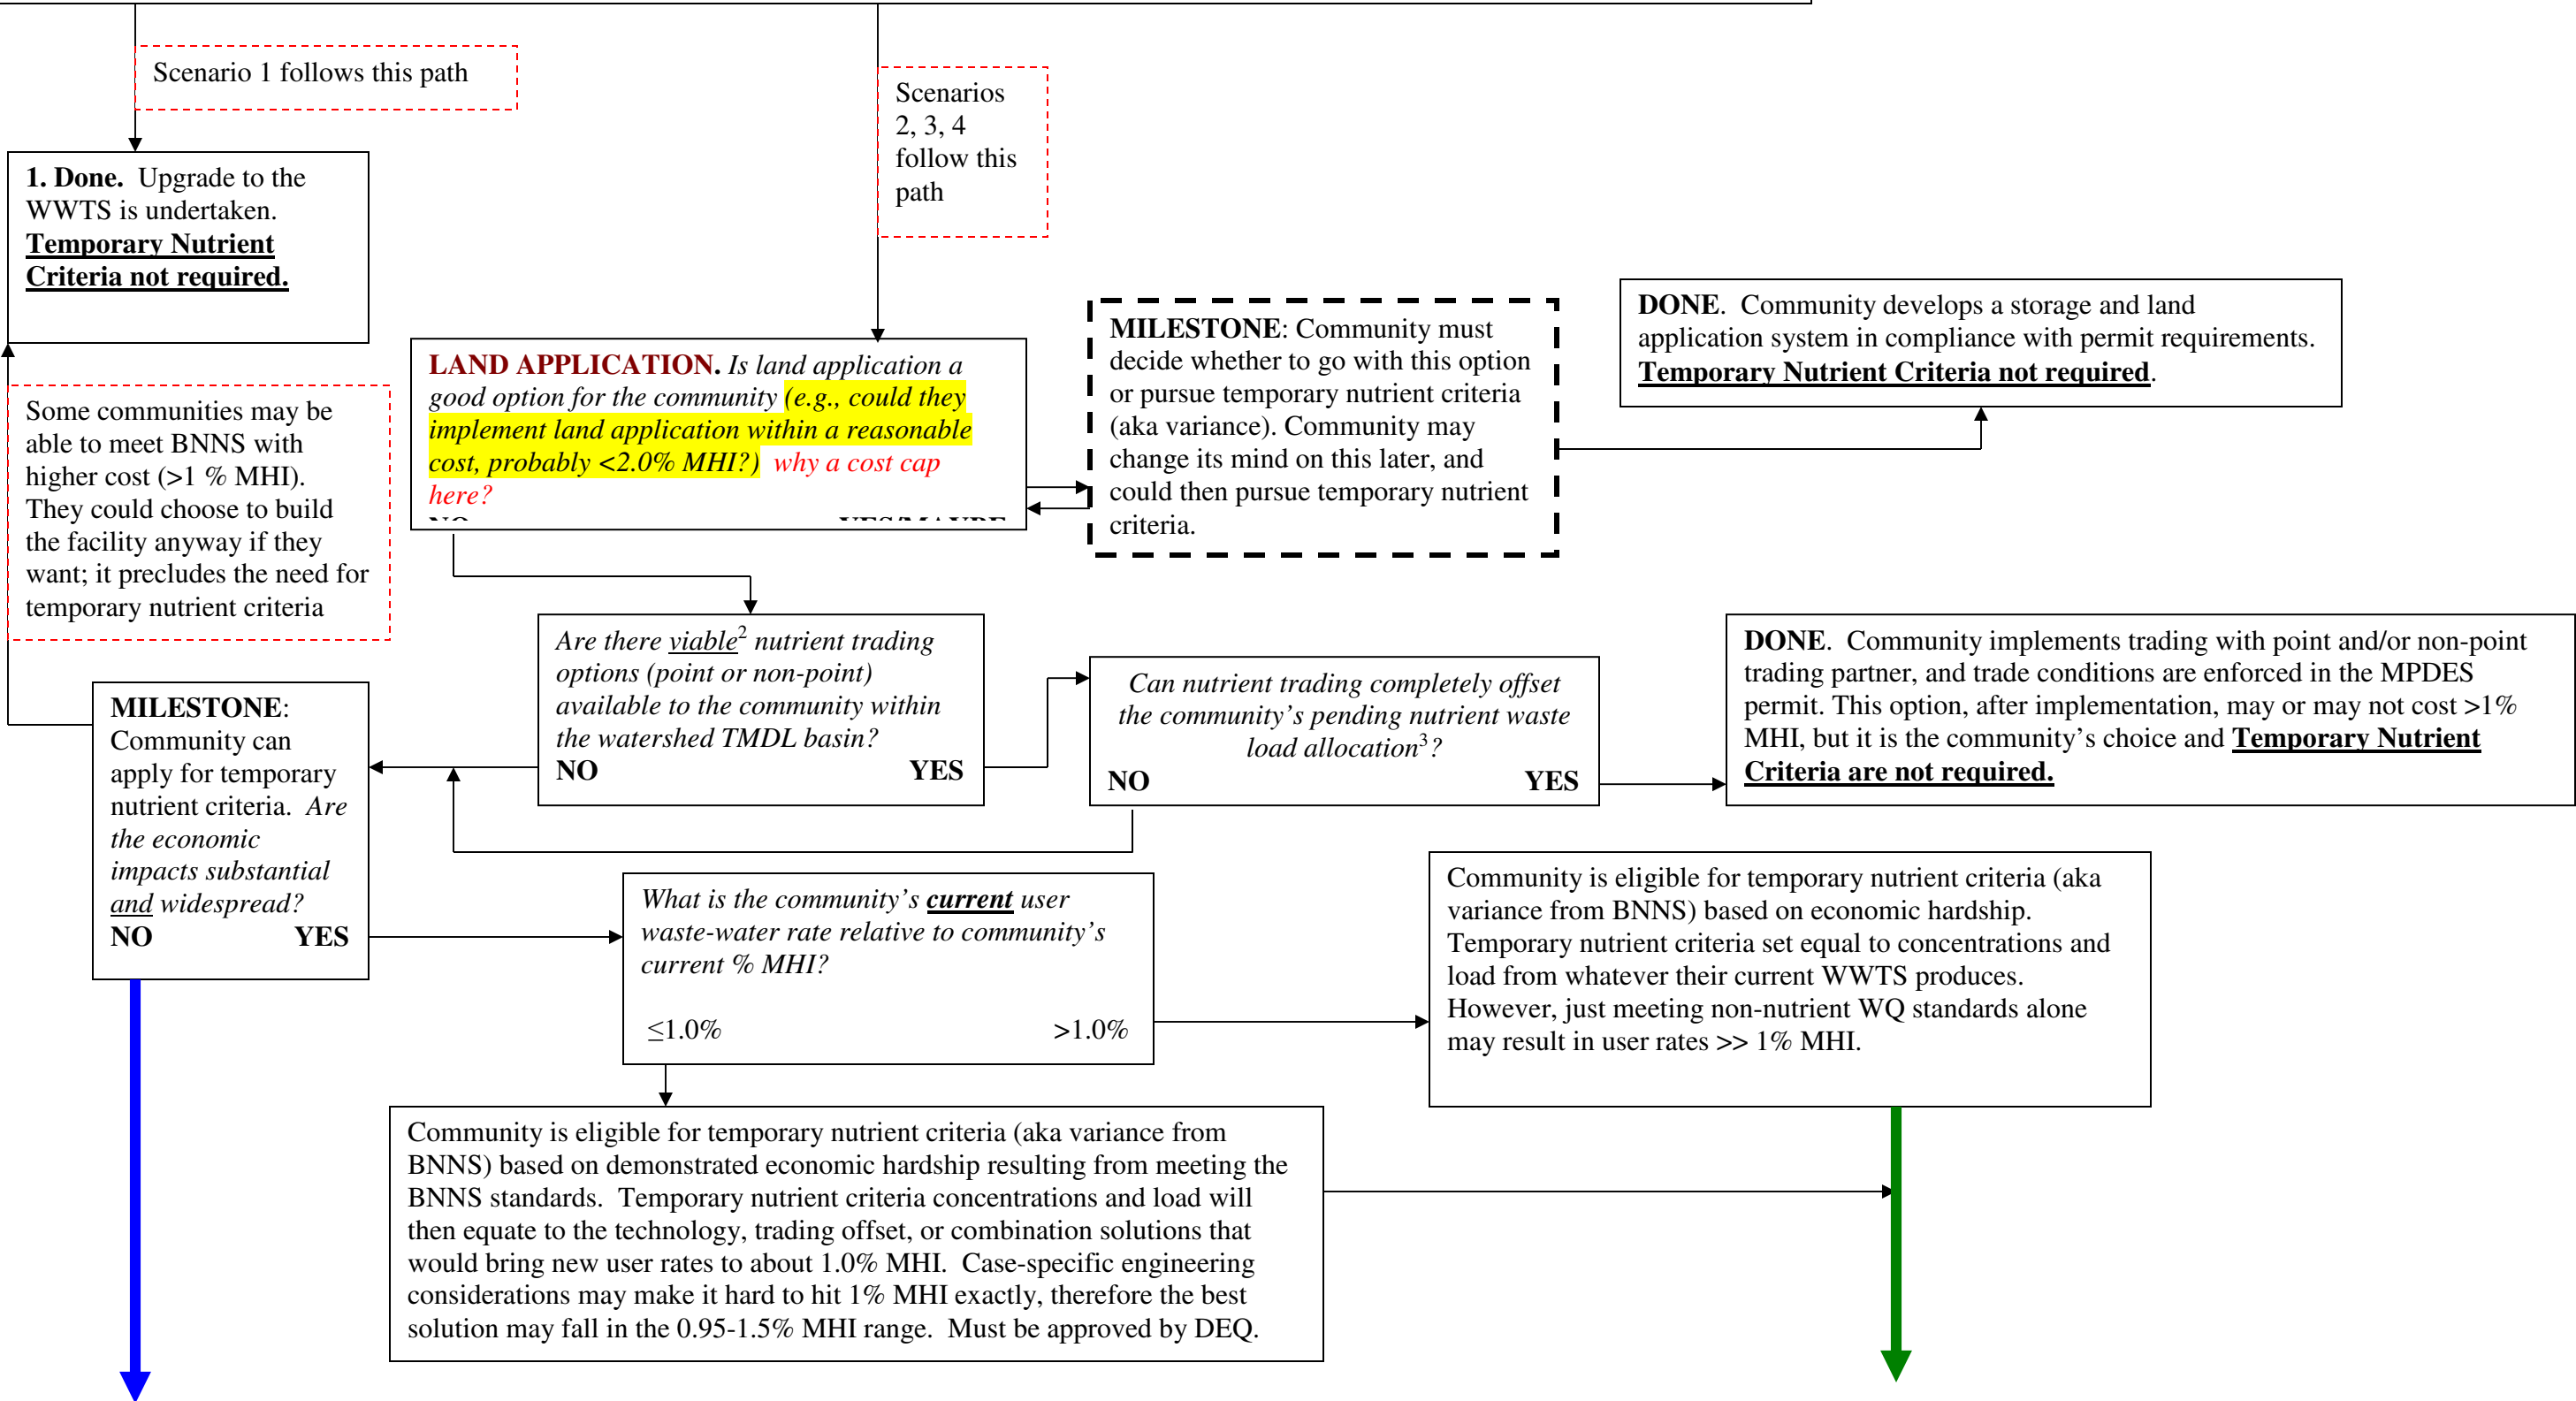 Scenario 1 follows this path
Scenarios
2, 3, 4
follow this
path
1. Done.  Upgrade to the
WWTS is undertaken.
Temporary Nutrient
Criteria not required.
LAND APPLICATION. Is land application a
good option for the community (e.g., could they
implement land application within a reasonable
cost, probably <2.0% MHI?)  why a cost cap
here?
NO YES/MAYBE
MILESTONE: Community must
decide whether to go with this option
or pursue temporary nutrient criteria
(aka variance). Community may
change its mind on this later, and
could then pursue temporary nutrient
criteria.
DONE.  Community develops a storage and land
application system in compliance with permit requirements.
Temporary Nutrient Criteria not required.
Some communities may be
able to meet BNNS with
higher cost (>1 % MHI).
They could choose to build
the facility anyway if they
want; it precludes the need for
temporary nutrient criteria
Are there viable² nutrient trading
options (point or non-point)
available to the community within
the watershed TMDL basin?
NO YES
Can nutrient trading completely offset
the community’s pending nutrient waste
load allocation³?
NO YES
DONE.  Community implements trading with point and/or non-point
trading partner, and trade conditions are enforced in the MPDES
permit. This option, after implementation, may or may not cost >1%
MHI, but it is the community’s choice and Temporary Nutrient
Criteria are not required.
MILESTONE:
Community can
apply for temporary
nutrient criteria.  Are
the economic
impacts substantial
and widespread?
NO YES
What is the community’s current user
waste-water rate relative to community’s
current % MHI?
≤1.0% >1.0%
Community is eligible for temporary nutrient criteria (aka
variance from BNNS) based on economic hardship.
Temporary nutrient criteria set equal to concentrations and
load from whatever their current WWTS produces.
However, just meeting non-nutrient WQ standards alone
may result in user rates >> 1% MHI.
Community is eligible for temporary nutrient criteria (aka variance from
BNNS) based on demonstrated economic hardship resulting from meeting the
BNNS standards.  Temporary nutrient criteria concentrations and load will
then equate to the technology, trading offset, or combination solutions that
would bring new user rates to about 1.0% MHI.  Case-specific engineering
considerations may make it hard to hit 1% MHI exactly, therefore the best
solution may fall in the 0.95-1.5% MHI range.  Must be approved by DEQ.